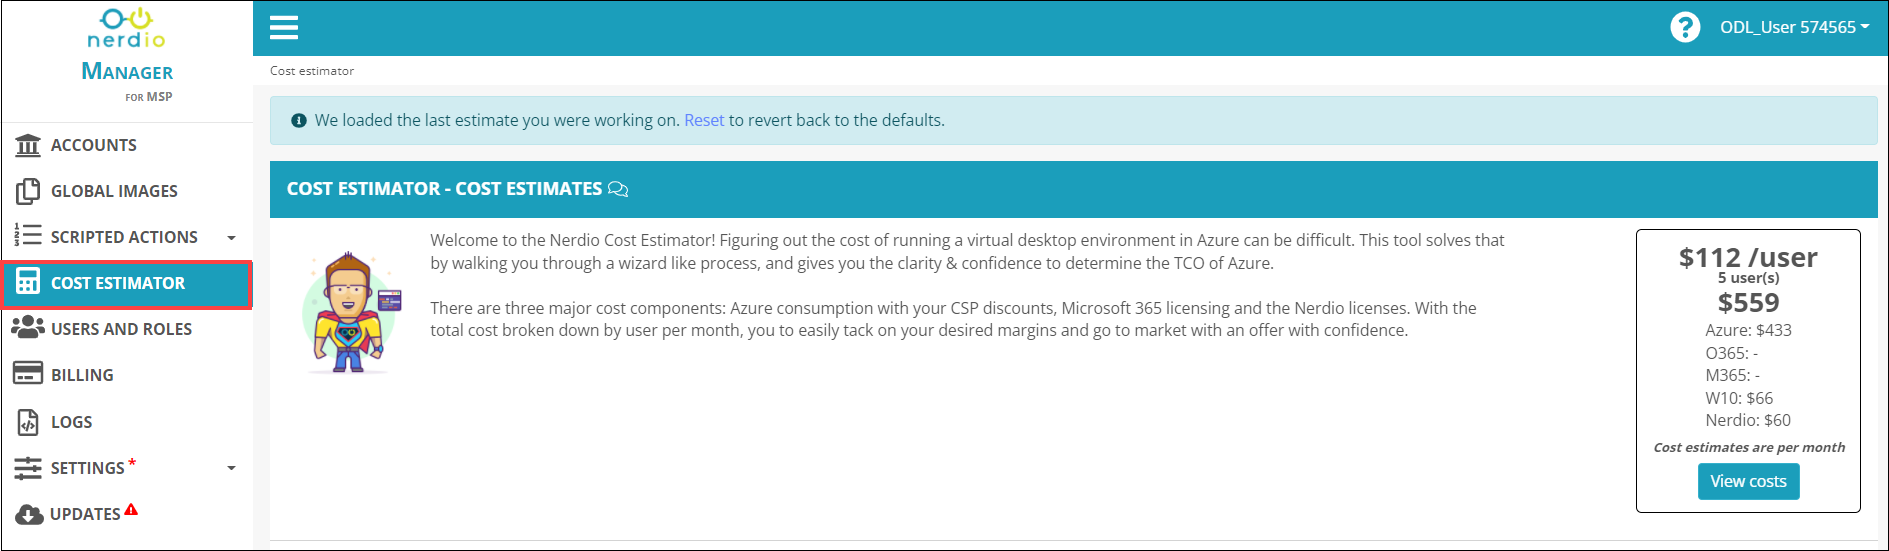 nerdio
MANAGER
FOR MSP
ACCOUNTS
GLOBAL IMAGES
1
2
3
SCRIPTED ACTIONS
COST ESTIMATOR
USERS AND ROLES
BILLING
LOGS
SETTINGS *
UPDATES
?
ODL_User 574565
Cost estimator
We loaded the last estimate you were working on. Reset to revert back to the defaults.
COST ESTIMATOR - COST ESTIMATES
Welcome to the Nerdio Cost Estimator! Figuring out the cost of running a virtual desktop environment in Azure can be difficult. This tool solves that
by walking you through a wizard like process, and gives you the clarity & confidence to determine the TCO of Azure.
There are three major cost components: Azure consumption with your CSP discounts, Microsoft 365 licensing and the Nerdio licenses. With the
total cost broken down by user per month, you to easily tack on your desired margins and go to market with an offer with confidence.
$112 /user
5 user(s)
$559
Azure: $433
O365: -
M365: -
W10: $66
Nerdio: $60
Cost estimates are per month
View costs